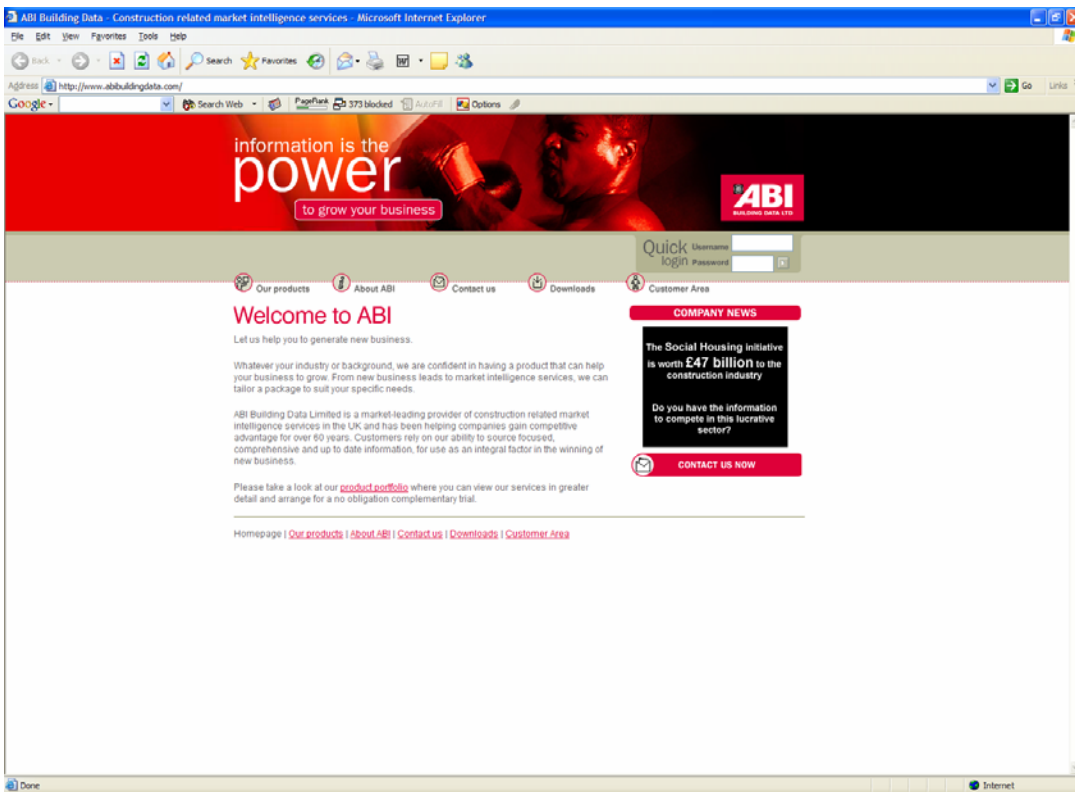 ABI Building Data - Construction related market intelligence services - Microsoft Internet Explorer
File Edit View Favorites Tools Help
Back Search Favorites
Address http://www.abibuildingdata.com/ Go Links
Google Search Web PageRank 373 blocked AutoFill Options
information is the
power
to grow your business
ABI
BUILDING DATA LTD
Quick
login
Username
Password
Our products About ABI Contact us Downloads Customer Area
Welcome to ABI
Let us help you to generate new business.
Whatever your industry or background, we are confident in having a product that can help
your business to grow. From new business leads to market intelligence services, we can
tailor a package to suit your specific needs.
ABI Building Data Limited is a market-leading provider of construction related market
intelligence services in the UK and has been helping companies gain competitive
advantage for over 60 years. Customers rely on our ability to source focused,
comprehensive and up to date information, for use as an integral factor in the winning of
new business.
Please take a look at our product portfolio where you can view our services in greater
detail and arrange for a no obligation complementary trial.
Homepage | Our products | About ABI | Contact us | Downloads | Customer Area
COMPANY NEWS
The Social Housing initiative
is worth £47 billion to the
construction industry
Do you have the information
to compete in this lucrative
sector?
CONTACT US NOW
Done Internet